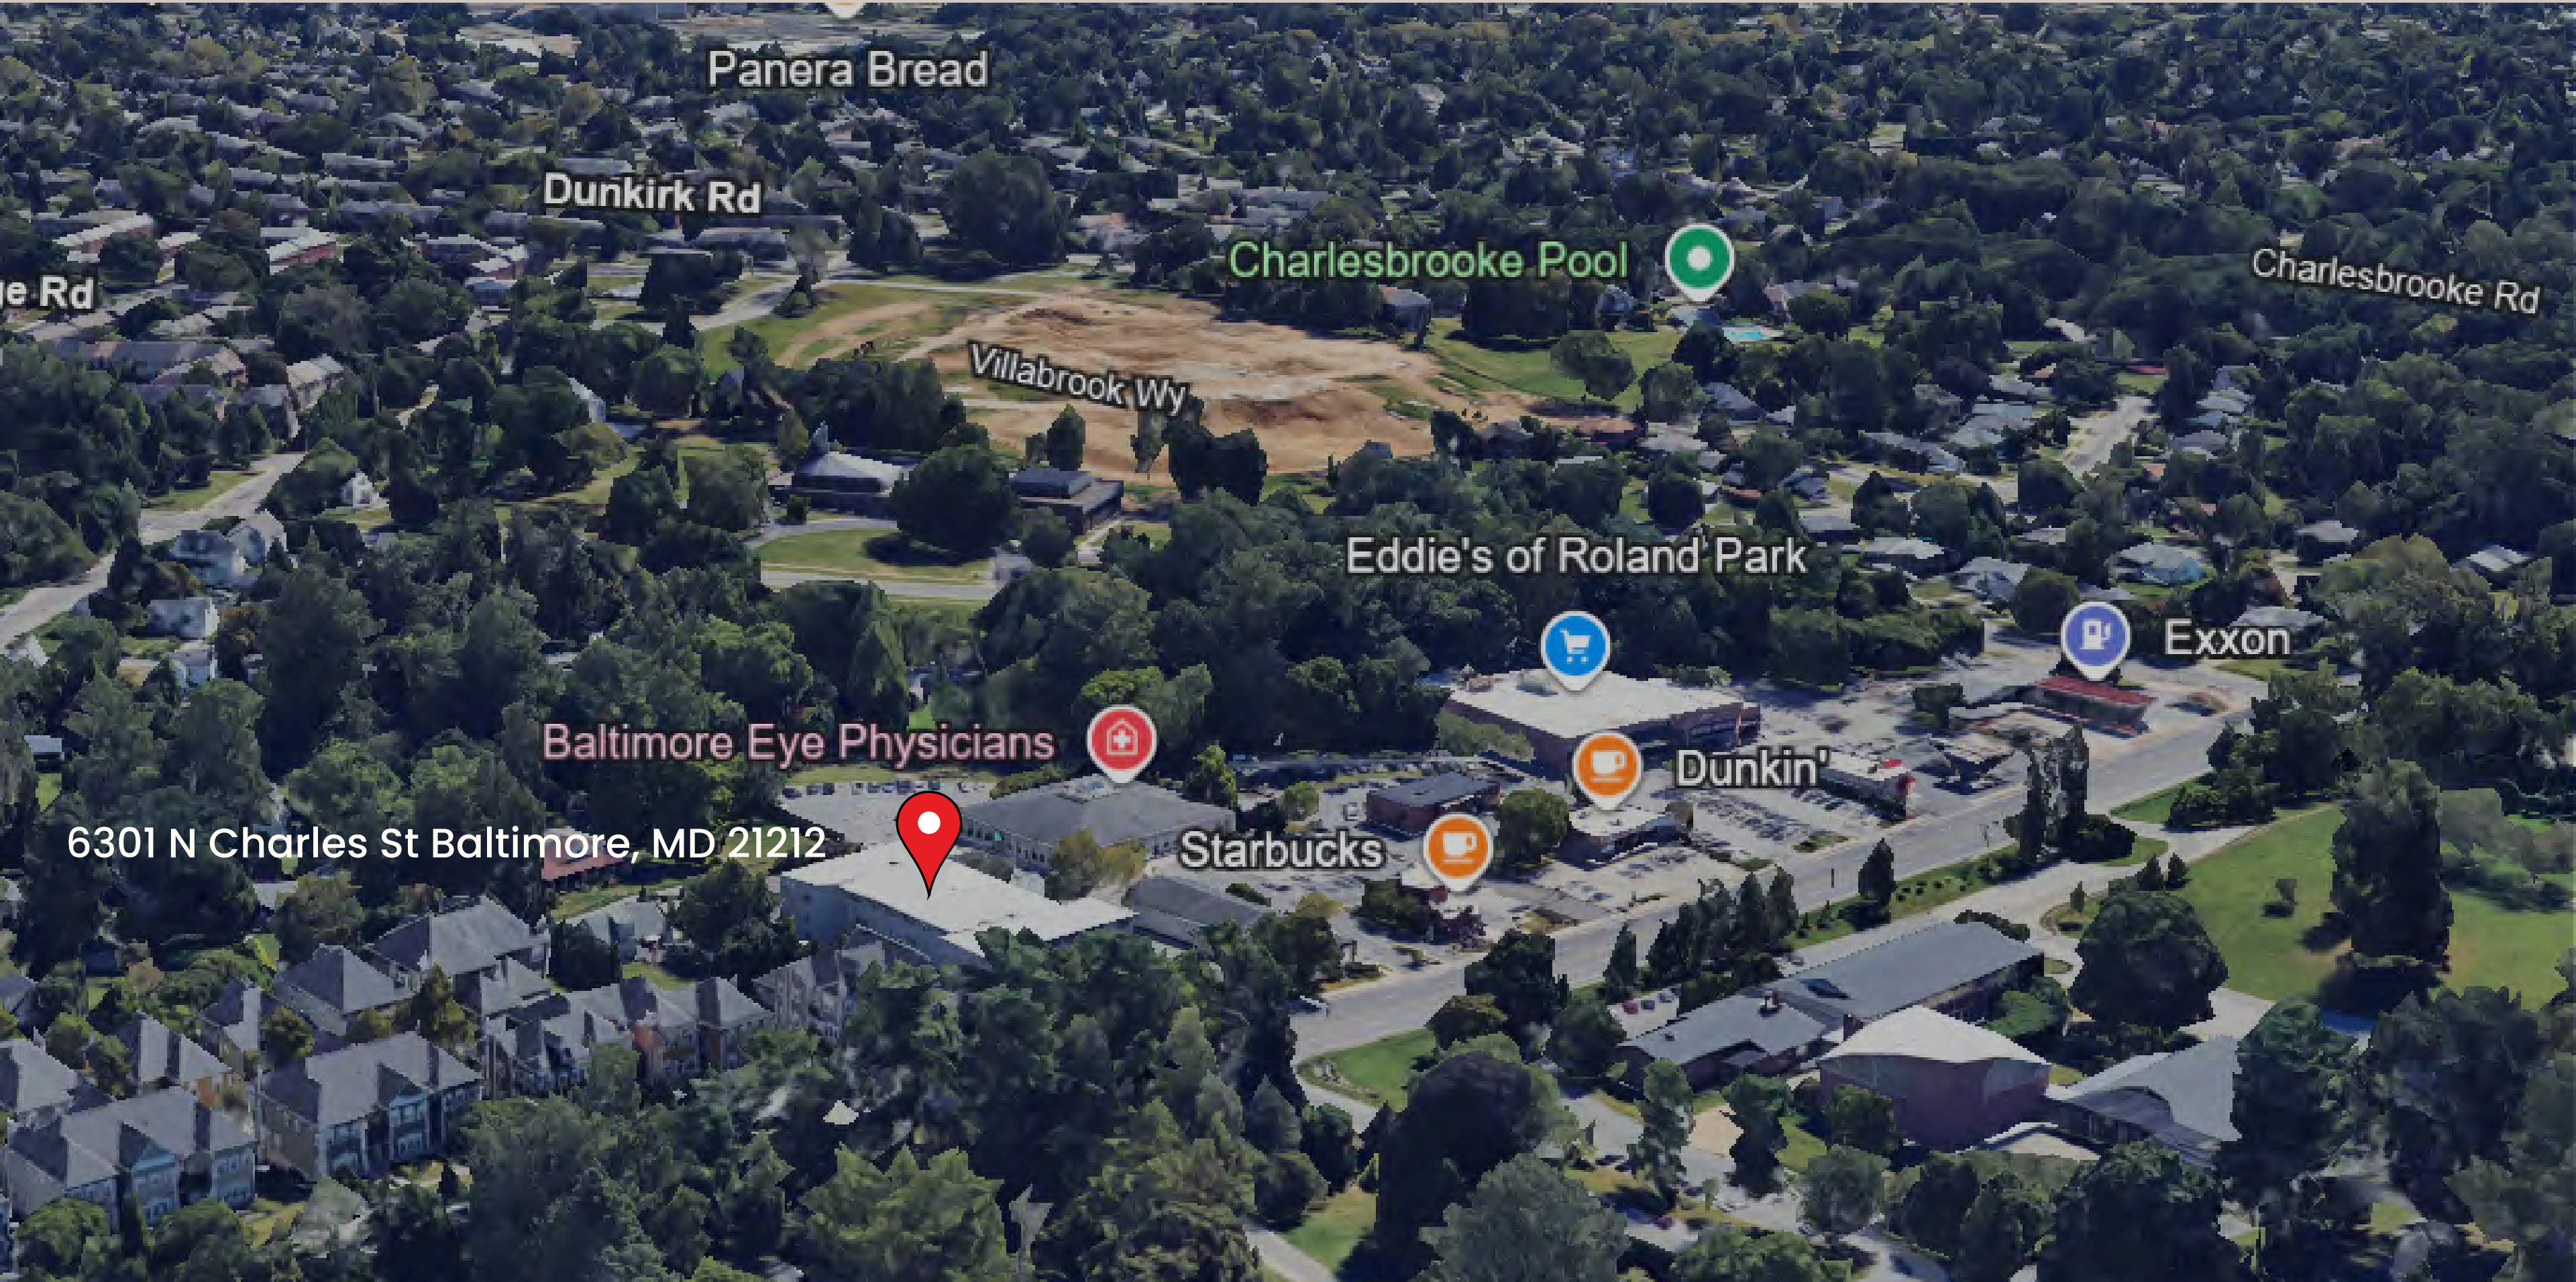 Panera Bread
Dunkirk Rd
Charlesbrooke Pool
Charlesbrooke Rd
ge Rd
Villabrook Wy
Eddie's of Roland Park
Exxon
Baltimore Eye Physicians
Dunkin'
6301 N Charles St Baltimore, MD 21212
Starbucks